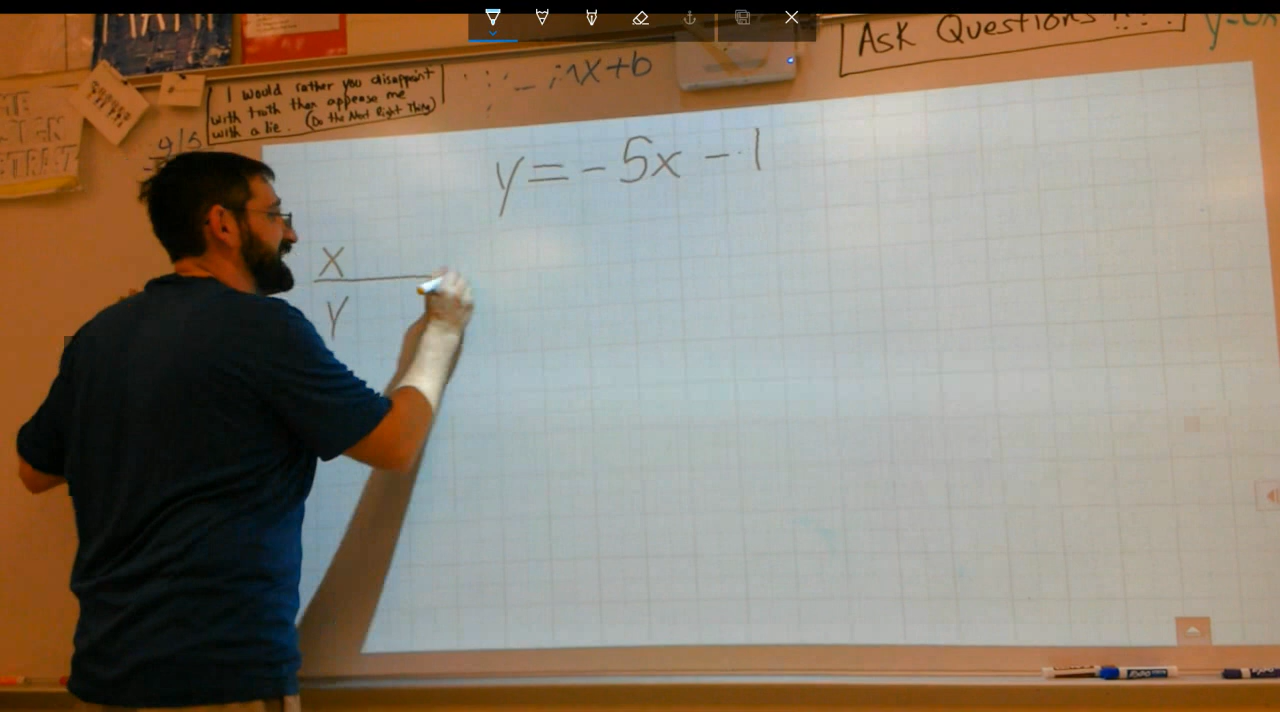 MATH
Ask Questions !!!
I would rather you disappoint
with truth than appease me
with a lie. (Do the Next Right Thing)
y = mx+b
y = -5x - 1
X
Y